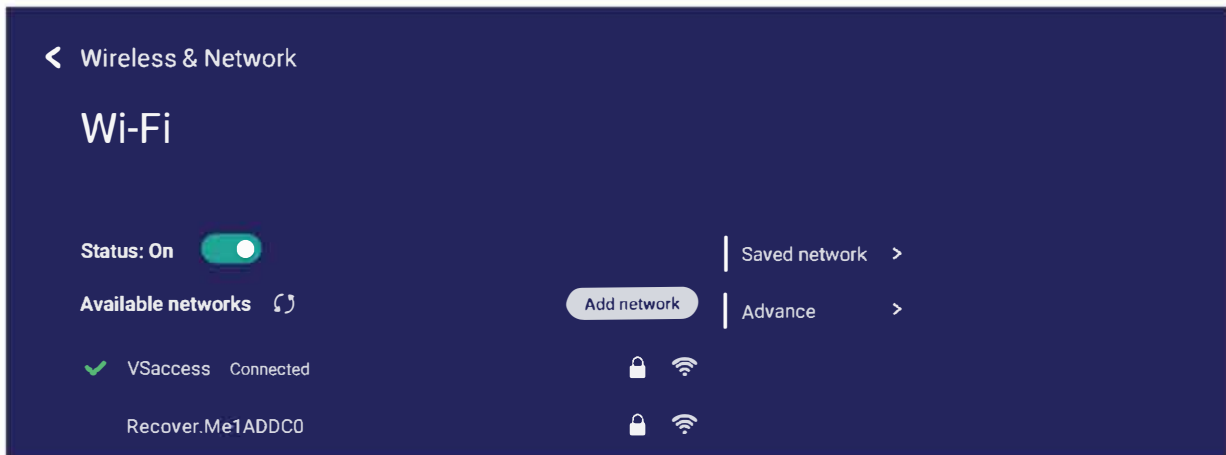 Wireless & Network
Wi-Fi
Status: On
Saved network
Available networks
Add network
Advance
VSaccess Connected
Recover.Me1ADDC0